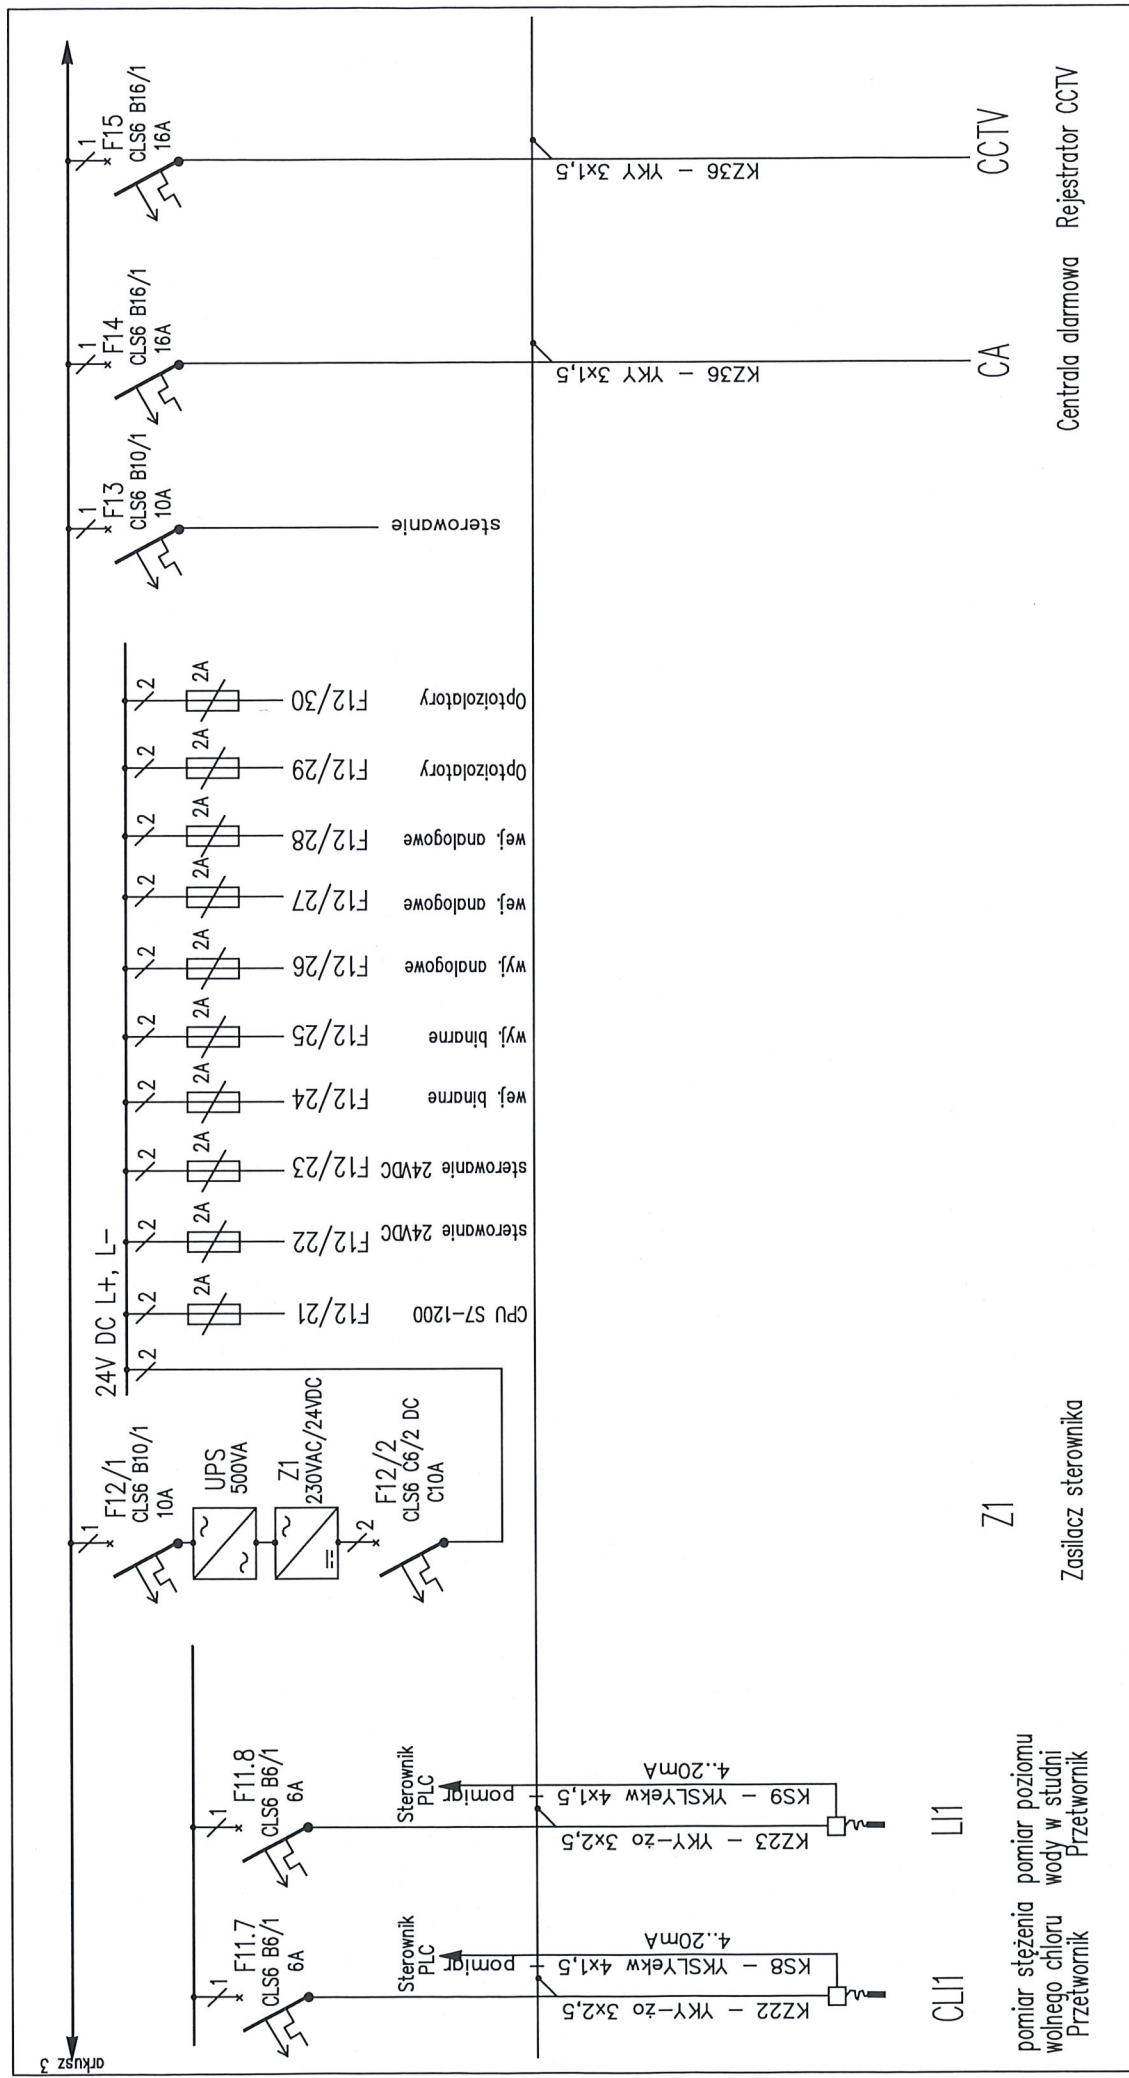 arkusz 3
1
F11.7
CLS6 B6/1
6A
Sterownik
PLC
KZ22 - YKY-żo 3x2,5
KS8 - YKSLYekw 4x1,5 - pomiar
4..20mA
CLI1
pomiar stężenia
wolnego chloru
Przetwornik
1
F11.8
CLS6 B6/1
6A
Sterownik
PLC
KZ23 - YKY-żo 3x2,5
KS9 - YKSLYekw 4x1,5 - pomiar
4..20mA
LI1
pomiar poziomu
wody w studni
Przetwornik
1
F12/1
CLS6 B10/1
10A
UPS
500VA
Z1
230VAC/24VDC
2
F12/2
CLS6 C6/2 DC
C10A
Z1
Zasilacz sterownika
24V DC L+, L-
2
2
2A
F12/21
CPU S7-1200
2
2A
F12/22
sterowanie 24VDC
2
2A
F12/23
sterowanie 24VDC
2
2A
F12/24
wej. binarne
2
2A
F12/25
wyj. binarne
2
2A
F12/26
wyj. analogowe
2
2A
F12/27
wej. analogowe
2
2A
F12/28
wej. analogowe
2
2A
F12/29
Optoizolatory
2
2A
F12/30
Optoizolatory
1
F13
CLS6 B10/1
10A
sterowanie
1
F14
CLS6 B16/1
16A
KZ36 - YKY 3x1,5
CA
Centrala alarmowa
1
F15
CLS6 B16/1
16A
KZ36 - YKY 3x1,5
CCTV
Rejestrator CCTV